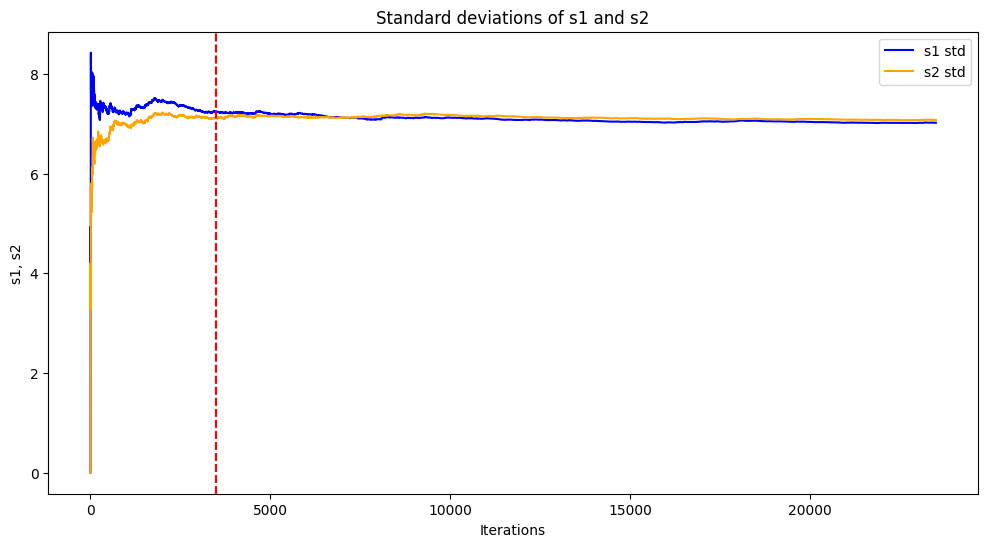 Standard deviations of s1 and s2
s1 std
s2 std
s1, s2
8
6
4
2
0
0
5000
10000
15000
20000
Iterations